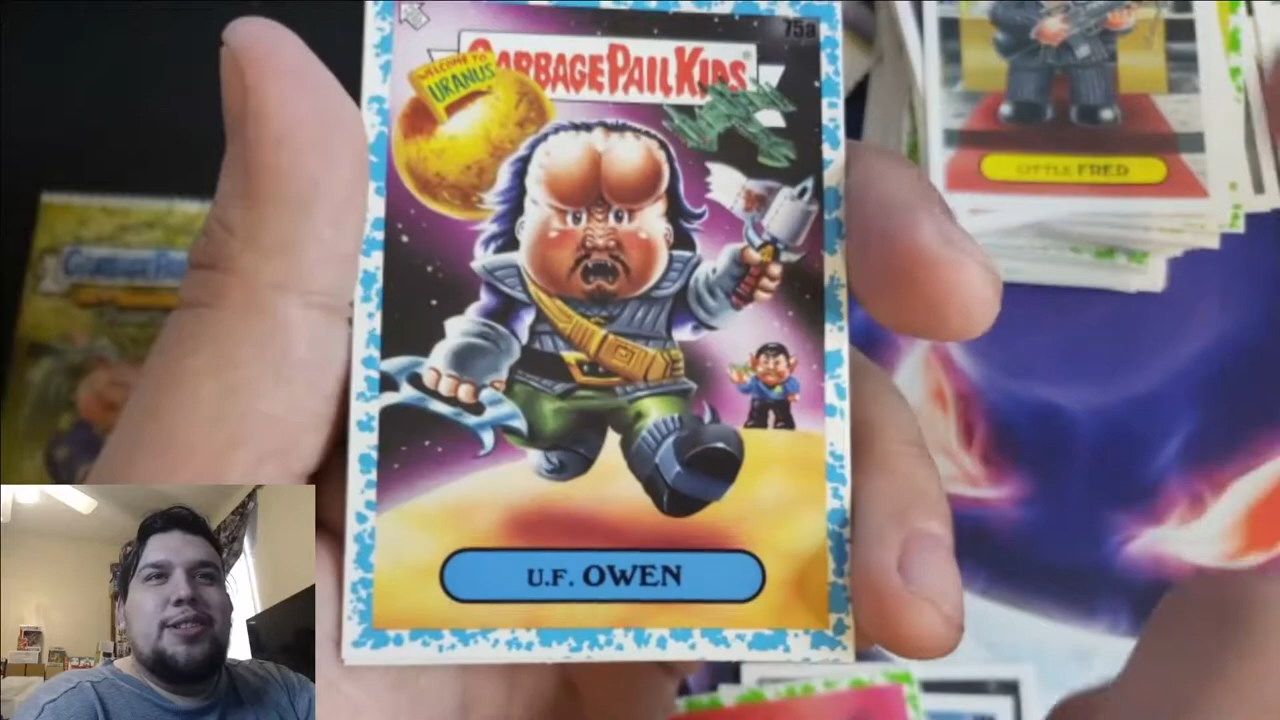 75a
GARBAGE PAIL KIDS
WELCOME TO
URANUS
U.F. OWEN
LITTLE FRED